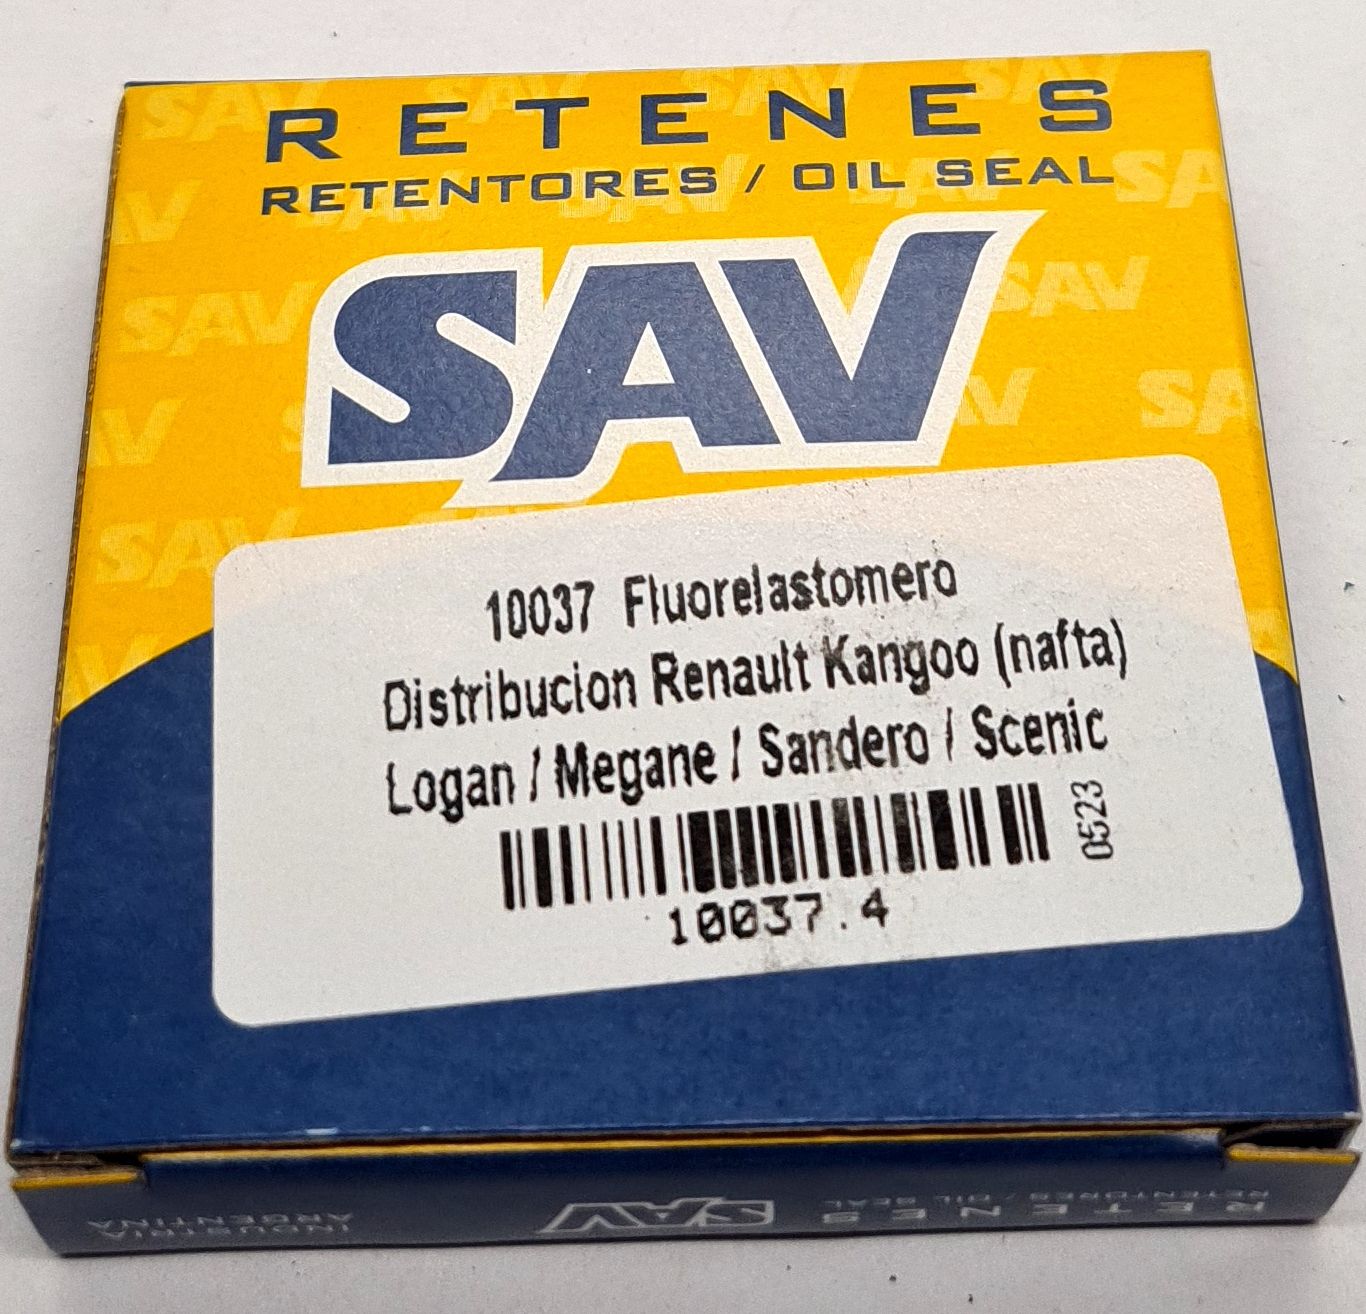 RETENES
RETENTORES / OIL SEAL
SAV
10037 Fluorelastomero
Distribucion Renault Kangoo (nafta)
Logan / Megane / Sandero / Scenic
0523
10037.4
INDUSTRIA
ARGENTINA
SAV
RETENES
RETENTORES / OIL SEAL